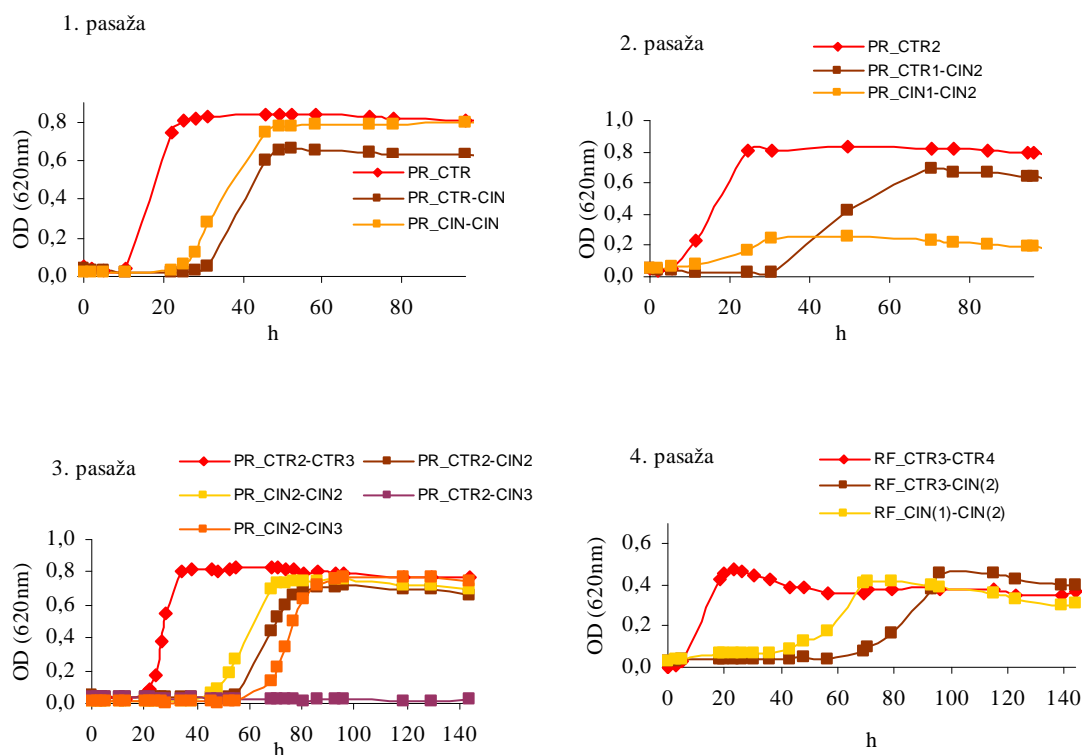 1. pasaža
0,8
0,6
0,4
0,2
0,0
OD (620nm)
0 20 40 60 80
h
PR_CTR
PR_CTR-CIN
PR_CIN-CIN
2. pasaža
PR_CTR2
PR_CTR1-CIN2
PR_CIN1-CIN2
1,0
0,8
0,6
0,4
0,2
0,0
OD (620nm)
0 20 40 60 80
h
3. pasaža
PR_CTR2-CTR3 PR_CTR2-CIN2
PR_CIN2-CIN2 PR_CTR2-CIN3
PR_CIN2-CIN3
1,0
0,8
0,6
0,4
0,2
0,0
OD (620nm)
0 20 40 60 80 100 120 140
h
4. pasaža
RF_CTR3-CTR4
RF_CTR3-CIN(2)
RF_CIN(1)-CIN(2)
0,6
0,4
0,2
0,0
OD (620nm)
0 20 40 60 80 100 120 140
h